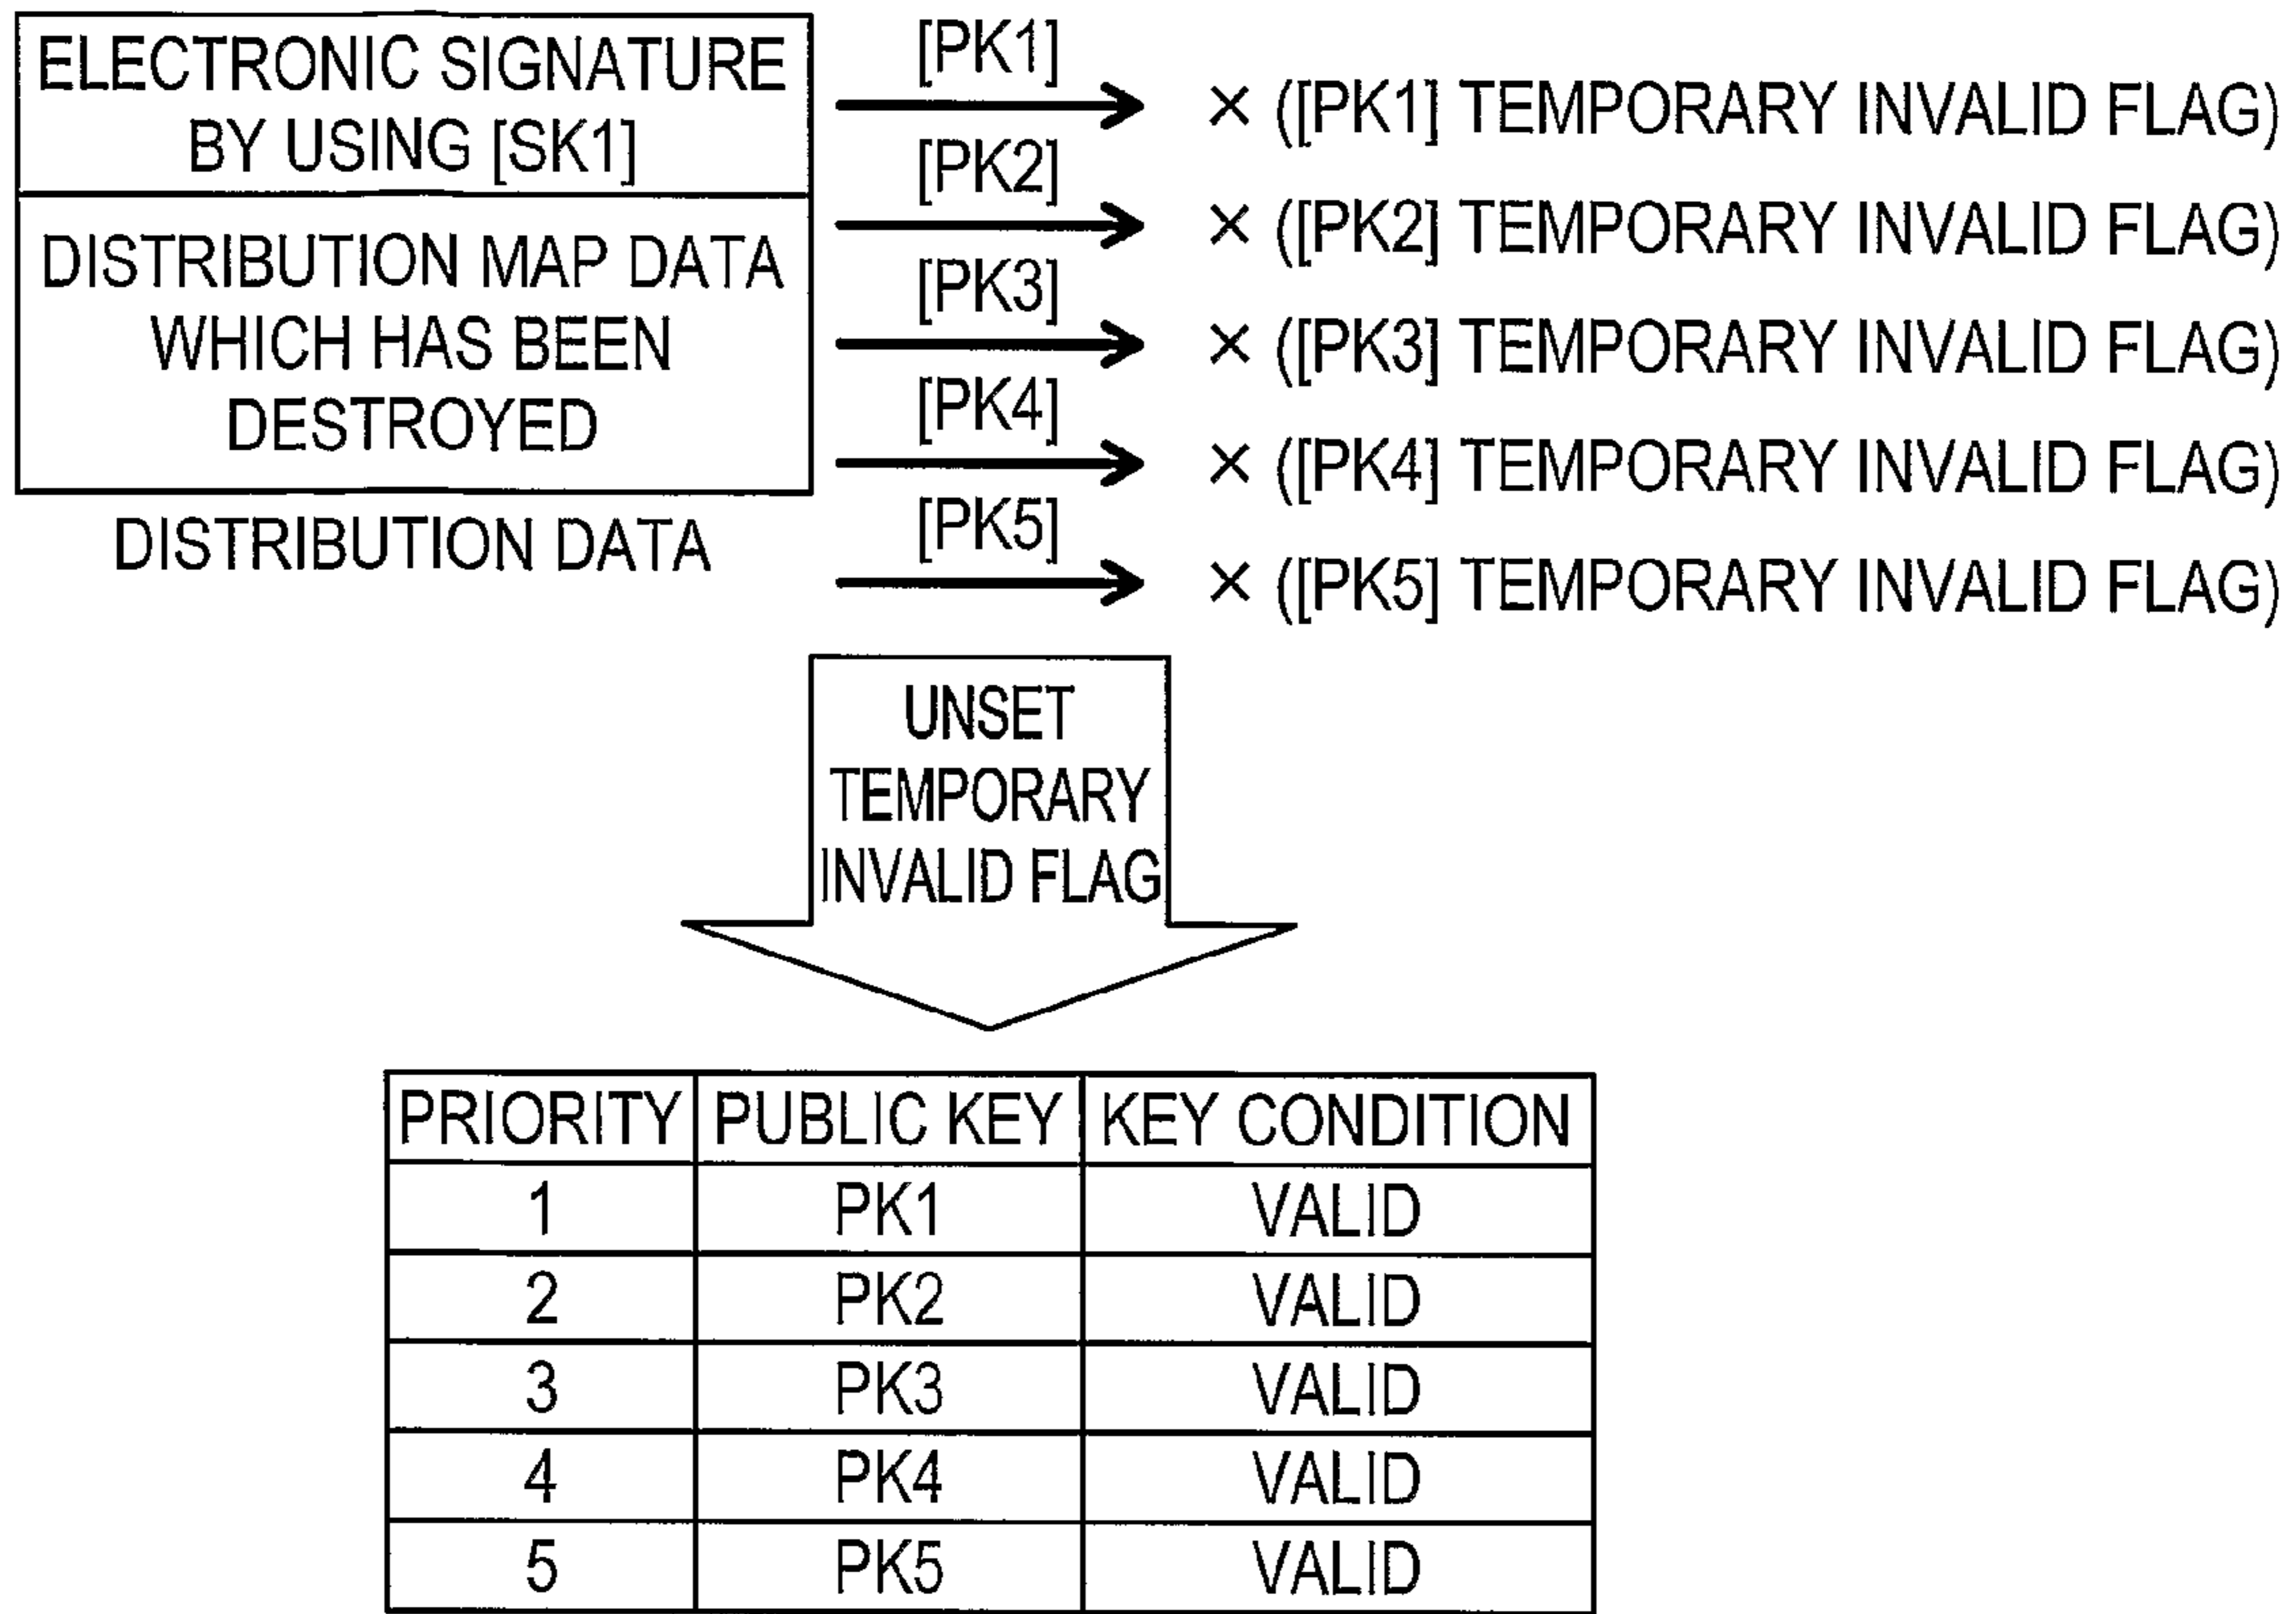 ELECTRONIC SIGNATURE
BY USING [SK1]
DISTRIBUTION MAP DATA
WHICH HAS BEEN
DESTROYED
DISTRIBUTION DATA
[PK1]
× ([PK1] TEMPORARY INVALID FLAG)
[PK2]
× ([PK2] TEMPORARY INVALID FLAG)
[PK3]
× ([PK3] TEMPORARY INVALID FLAG)
[PK4]
× ([PK4] TEMPORARY INVALID FLAG)
[PK5]
× ([PK5] TEMPORARY INVALID FLAG)
UNSET
TEMPORARY
INVALID FLAG
PRIORITY PUBLIC KEY KEY CONDITION
1 PK1 VALID
2 PK2 VALID
3 PK3 VALID
4 PK4 VALID
5 PK5 VALID